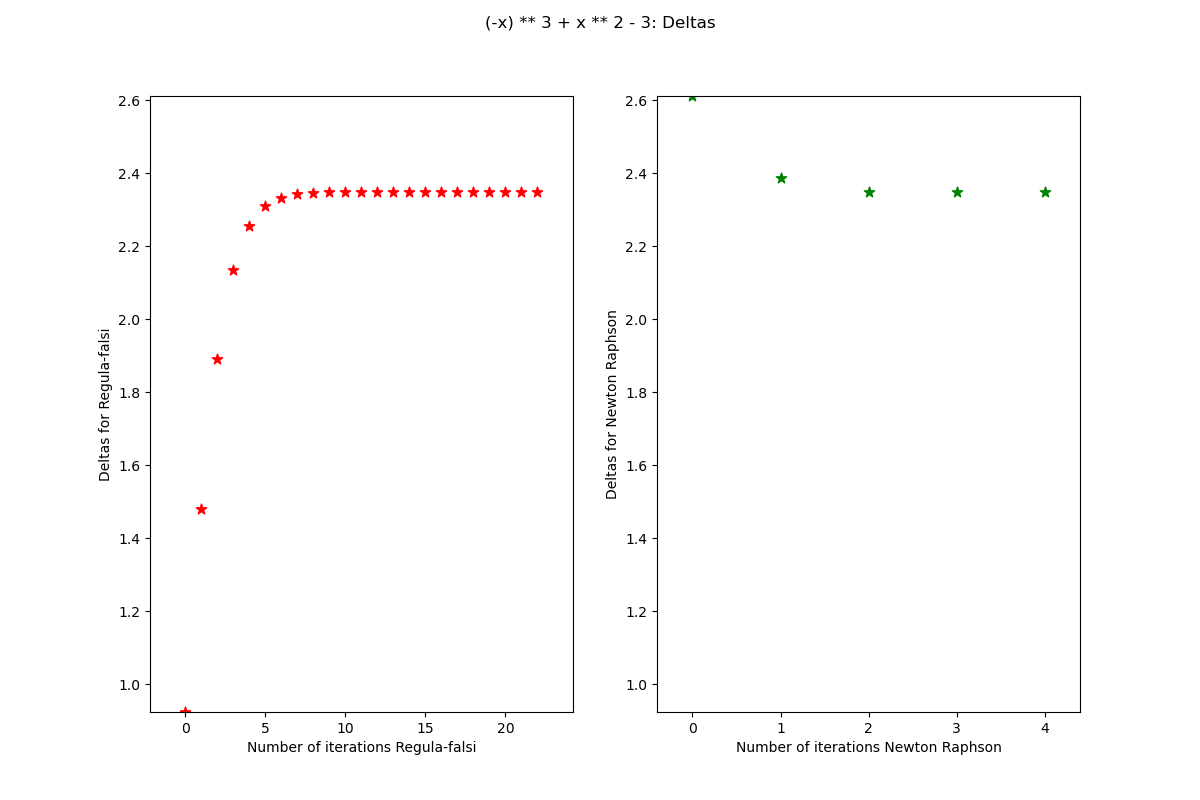 (-x) ** 3 + x ** 2 - 3: Deltas
2.6
2.4
2.2
2.0
1.8
1.6
1.4
1.2
1.0
Deltas for Regula-falsi
0 5 10 15 20
Number of iterations Regula-falsi
2.6
2.4
2.2
2.0
1.8
1.6
1.4
1.2
1.0
Deltas for Newton Raphson
0 1 2 3 4
Number of iterations Newton Raphson